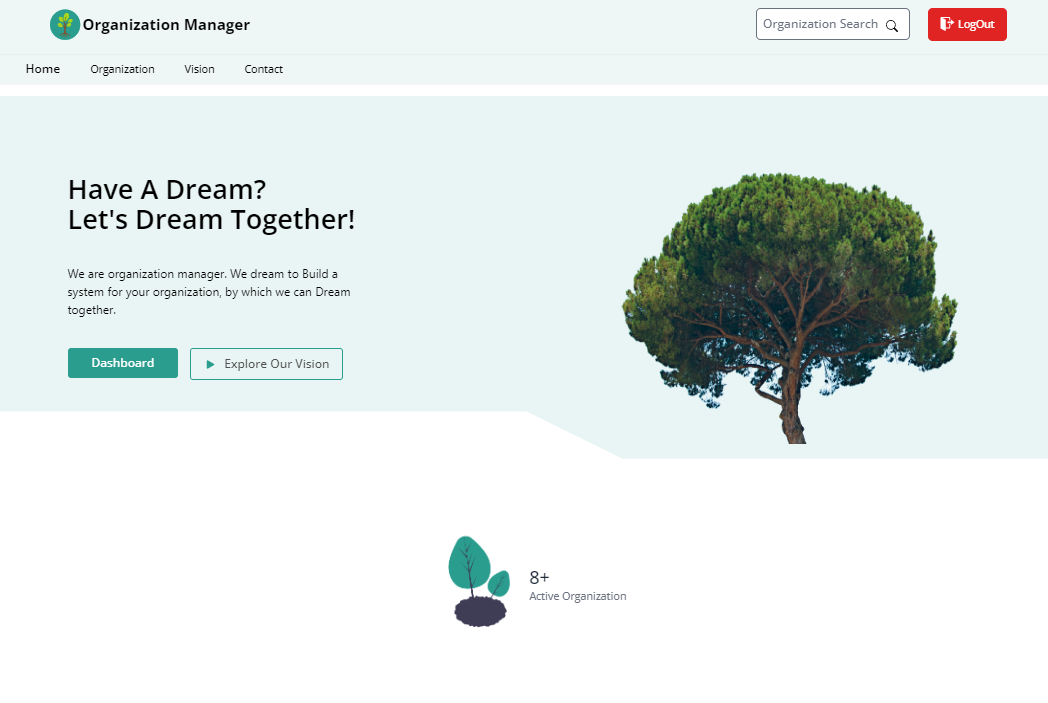 Organization Manager
Organization Search
LogOut
Home
Organization
Vision
Contact
Have A Dream?
Let's Dream Together!
We are organization manager. We dream to Build a
system for your organization, by which we can Dream
together.
Dashboard
Explore Our Vision
8+
Active Organization